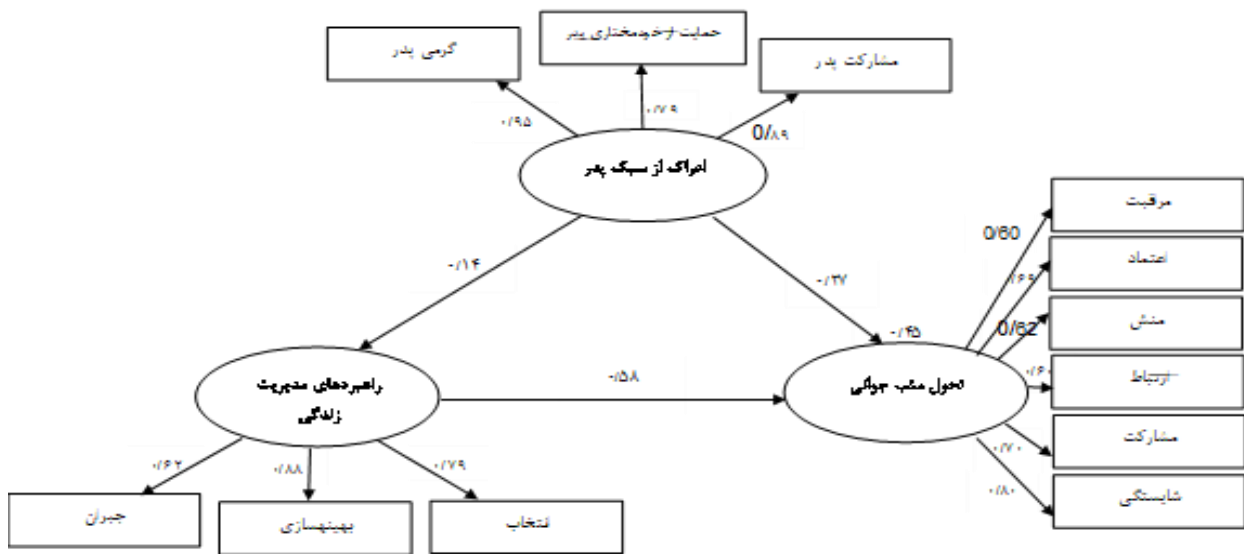 گرمی پدر
حمایت از خودمختاری پدر
مشارکت پدر
۰/۹۵
۰/۷۹
0/۸۹
ادراک از سبک پدر
۰/۱۴
۰/۳۷
۰/۴۵
۰/۵۸
راهبردهای مدیریت
زندگی
تحول مثبت جوانی
0/60
/۶۹
0/62
۰/۶۰
۰/۷۰
۰/۸۰
مرقبت
اعتماد
منش
ارتباط
مشارکت
شایستگی
۰/۶۲
۰/۸۸
۰/۷۹
جبران
بهینهسازی
انتخاب